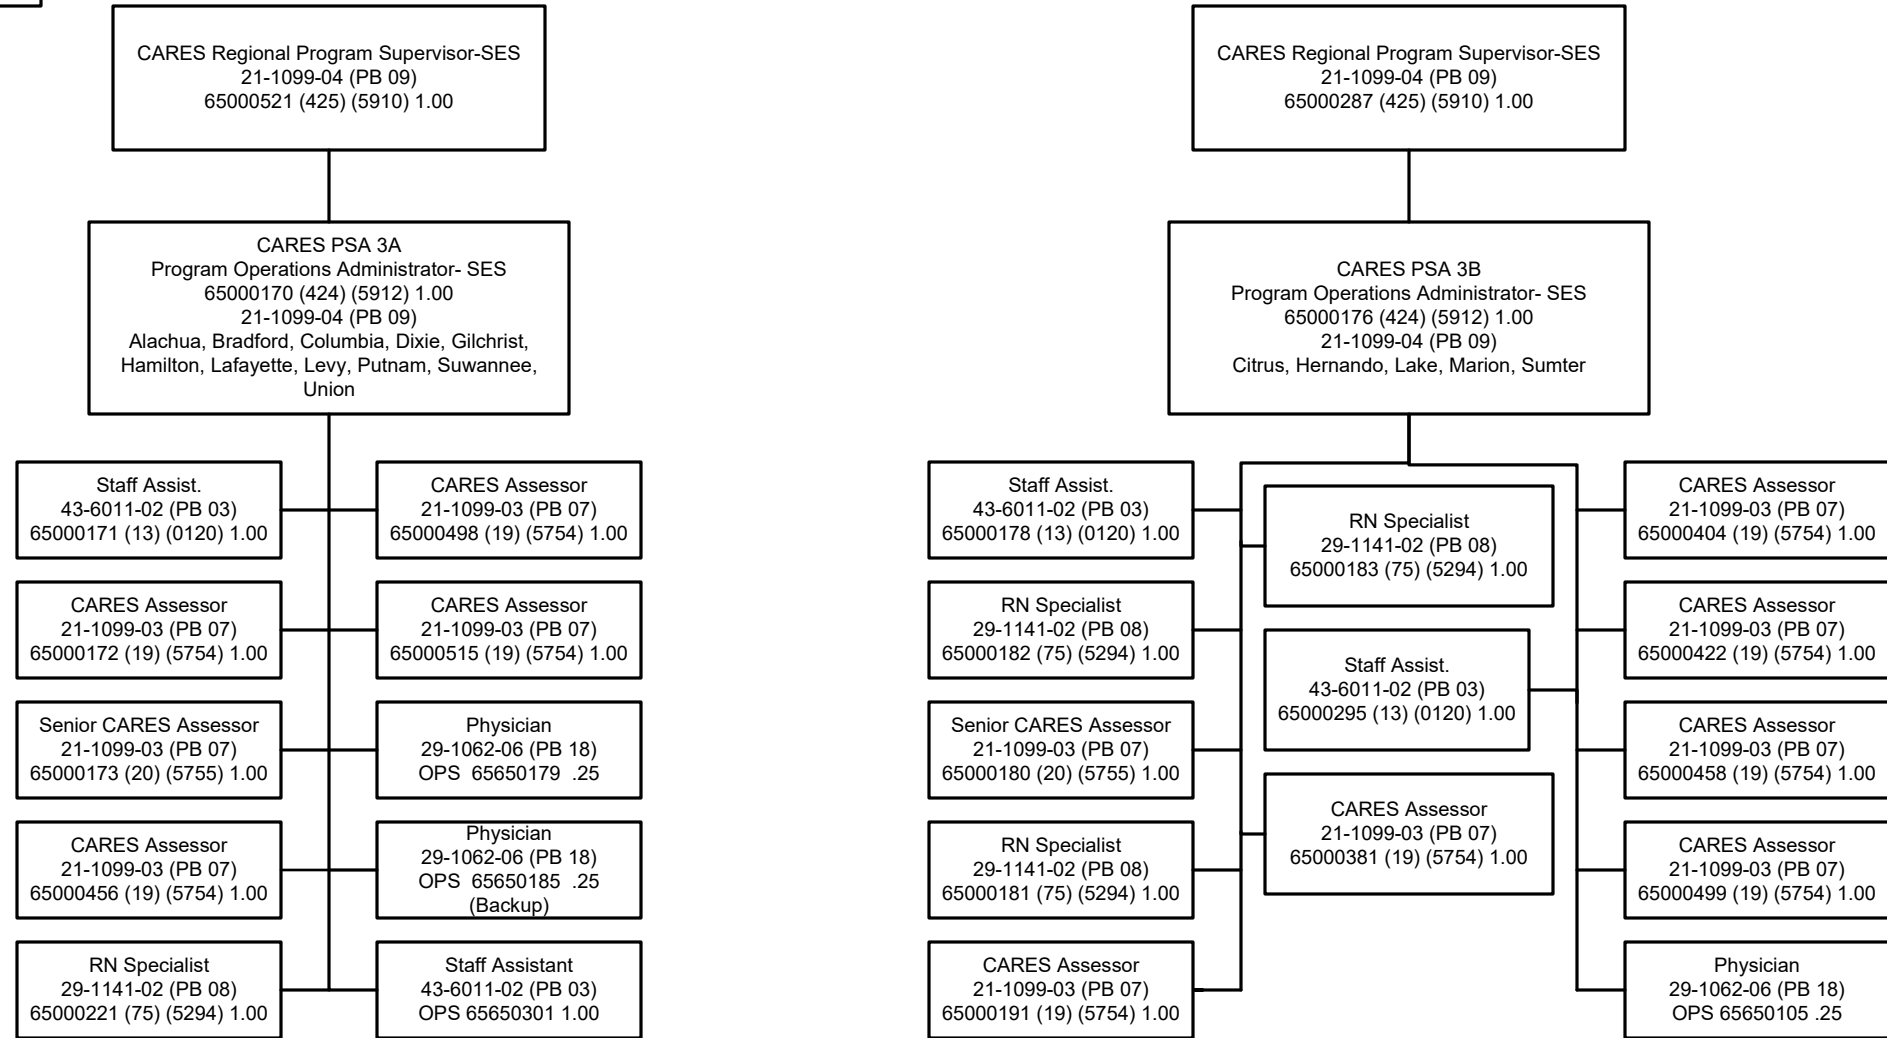 CARES Regional Program Supervisor-SES
21-1099-04 (PB 09)
65000521 (425) (5910) 1.00
CARES PSA 3A
Program Operations Administrator- SES
65000170 (424) (5912) 1.00
21-1099-04 (PB 09)
Alachua, Bradford, Columbia, Dixie, Gilchrist,
Hamilton, Lafayette, Levy, Putnam, Suwannee,
Union
Staff Assist.
43-6011-02 (PB 03)
65000171 (13) (0120) 1.00
CARES Assessor
21-1099-03 (PB 07)
65000498 (19) (5754) 1.00
CARES Assessor
21-1099-03 (PB 07)
65000172 (19) (5754) 1.00
CARES Assessor
21-1099-03 (PB 07)
65000515 (19) (5754) 1.00
Senior CARES Assessor
21-1099-03 (PB 07)
65000173 (20) (5755) 1.00
Physician
29-1062-06 (PB 18)
OPS  65650179  .25
CARES Assessor
21-1099-03 (PB 07)
65000456 (19) (5754) 1.00
Physician
29-1062-06 (PB 18)
OPS  65650185  .25
(Backup)
RN Specialist
29-1141-02 (PB 08)
65000221 (75) (5294) 1.00
Staff Assistant
43-6011-02 (PB 03)
OPS 65650301 1.00
CARES Regional Program Supervisor-SES
21-1099-04 (PB 09)
65000287 (425) (5910) 1.00
CARES PSA 3B
Program Operations Administrator- SES
65000176 (424) (5912) 1.00
21-1099-04 (PB 09)
Citrus, Hernando, Lake, Marion, Sumter
Staff Assist.
43-6011-02 (PB 03)
65000178 (13) (0120) 1.00
RN Specialist
29-1141-02 (PB 08)
65000182 (75) (5294) 1.00
Senior CARES Assessor
21-1099-03 (PB 07)
65000180 (20) (5755) 1.00
RN Specialist
29-1141-02 (PB 08)
65000181 (75) (5294) 1.00
CARES Assessor
21-1099-03 (PB 07)
65000191 (19) (5754) 1.00
RN Specialist
29-1141-02 (PB 08)
65000183 (75) (5294) 1.00
Staff Assist.
43-6011-02 (PB 03)
65000295 (13) (0120) 1.00
CARES Assessor
21-1099-03 (PB 07)
65000381 (19) (5754) 1.00
CARES Assessor
21-1099-03 (PB 07)
65000404 (19) (5754) 1.00
CARES Assessor
21-1099-03 (PB 07)
65000422 (19) (5754) 1.00
CARES Assessor
21-1099-03 (PB 07)
65000458 (19) (5754) 1.00
CARES Assessor
21-1099-03 (PB 07)
65000499 (19) (5754) 1.00
Physician
29-1062-06 (PB 18)
OPS 65650105 .25